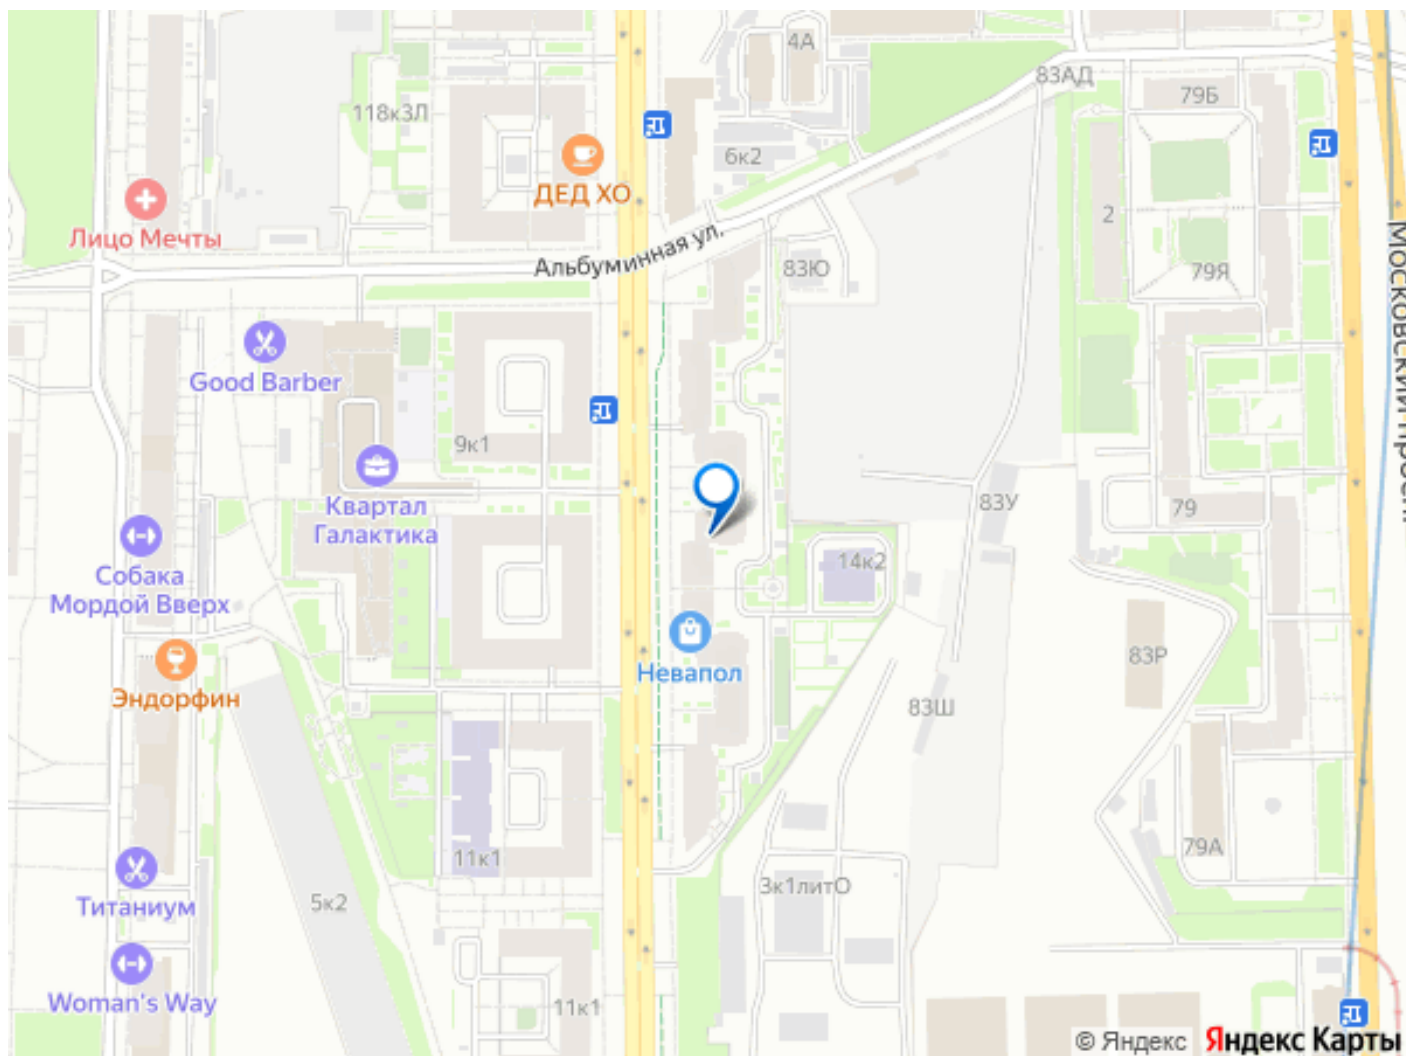 4А
83АД
79Б
118к3Л
6к2
ДЕД ХО
2
Лицо Мечты
Альбуминная ул.
83Ю
79Я
Good Barber
9к1
Квартал
Галактика
83У
79
14к2
Собака
Мордой Вверх
Невапол
83Р
Эндорфин
83Ш
11к1
79А
3к1литО
Титаниум
5к2
Woman's Way
11к1
© Яндекс Яндекс Карты